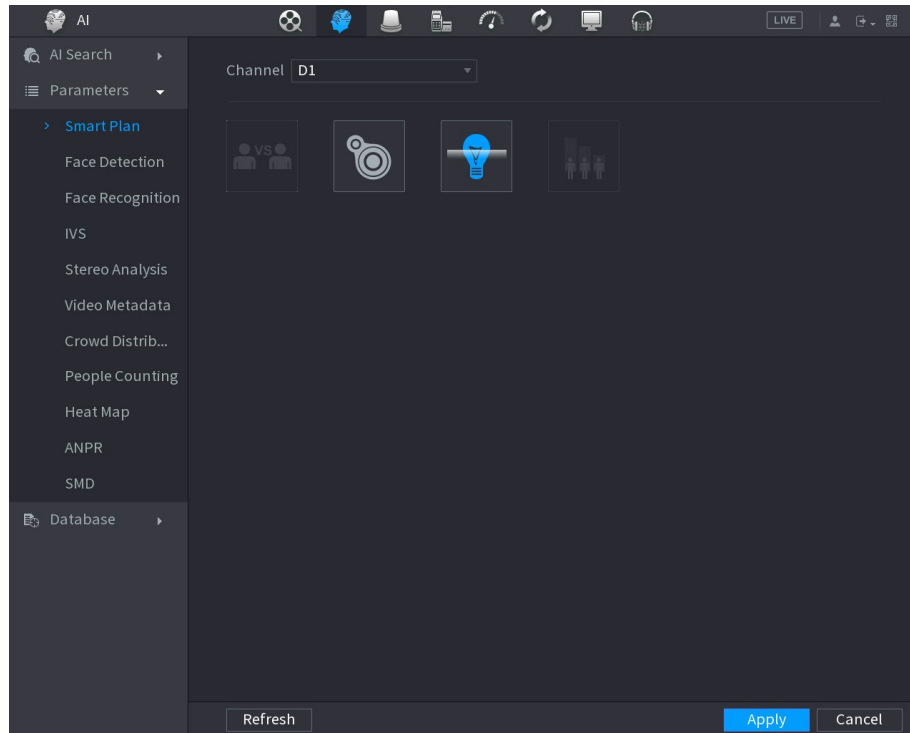 AI
LIVE
AI Search
Parameters
Smart Plan
Face Detection
Face Recognition
IVS
Stereo Analysis
Video Metadata
Crowd Distrib...
People Counting
Heat Map
ANPR
SMD
Database
Channel D1
VS
Refresh
Apply
Cancel